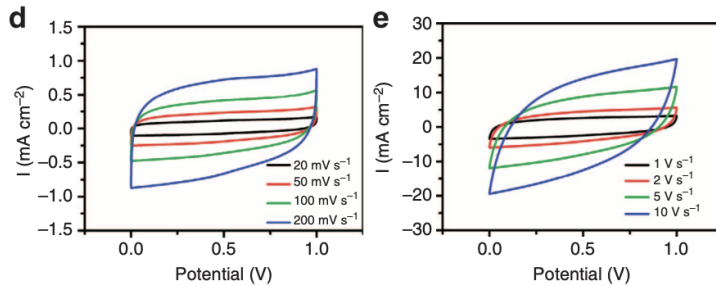 d
1.5
1.0
0.5
0.0
−0.5
−1.0
−1.5
I (mA cm⁻²)
0.0
0.5
1.0
Potential (V)
20 mV s⁻¹
50 mV s⁻¹
100 mV s⁻¹
200 mV s⁻¹
e
30
20
10
0
−10
−20
−30
I (mA cm⁻²)
0.0
0.5
1.0
Potential (V)
1 V s⁻¹
2 V s⁻¹
5 V s⁻¹
10 V s⁻¹